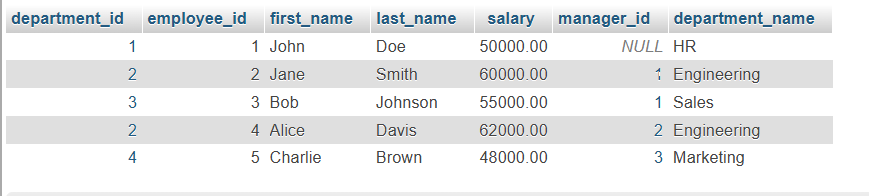 department_id employee_id first_name last_name salary manager_id department_name
1 1 John Doe 50000.00 NULL HR
2 2 Jane Smith 60000.00 1 Engineering
3 3 Bob Johnson 55000.00 1 Sales
2 4 Alice Davis 62000.00 2 Engineering
4 5 Charlie Brown 48000.00 3 Marketing